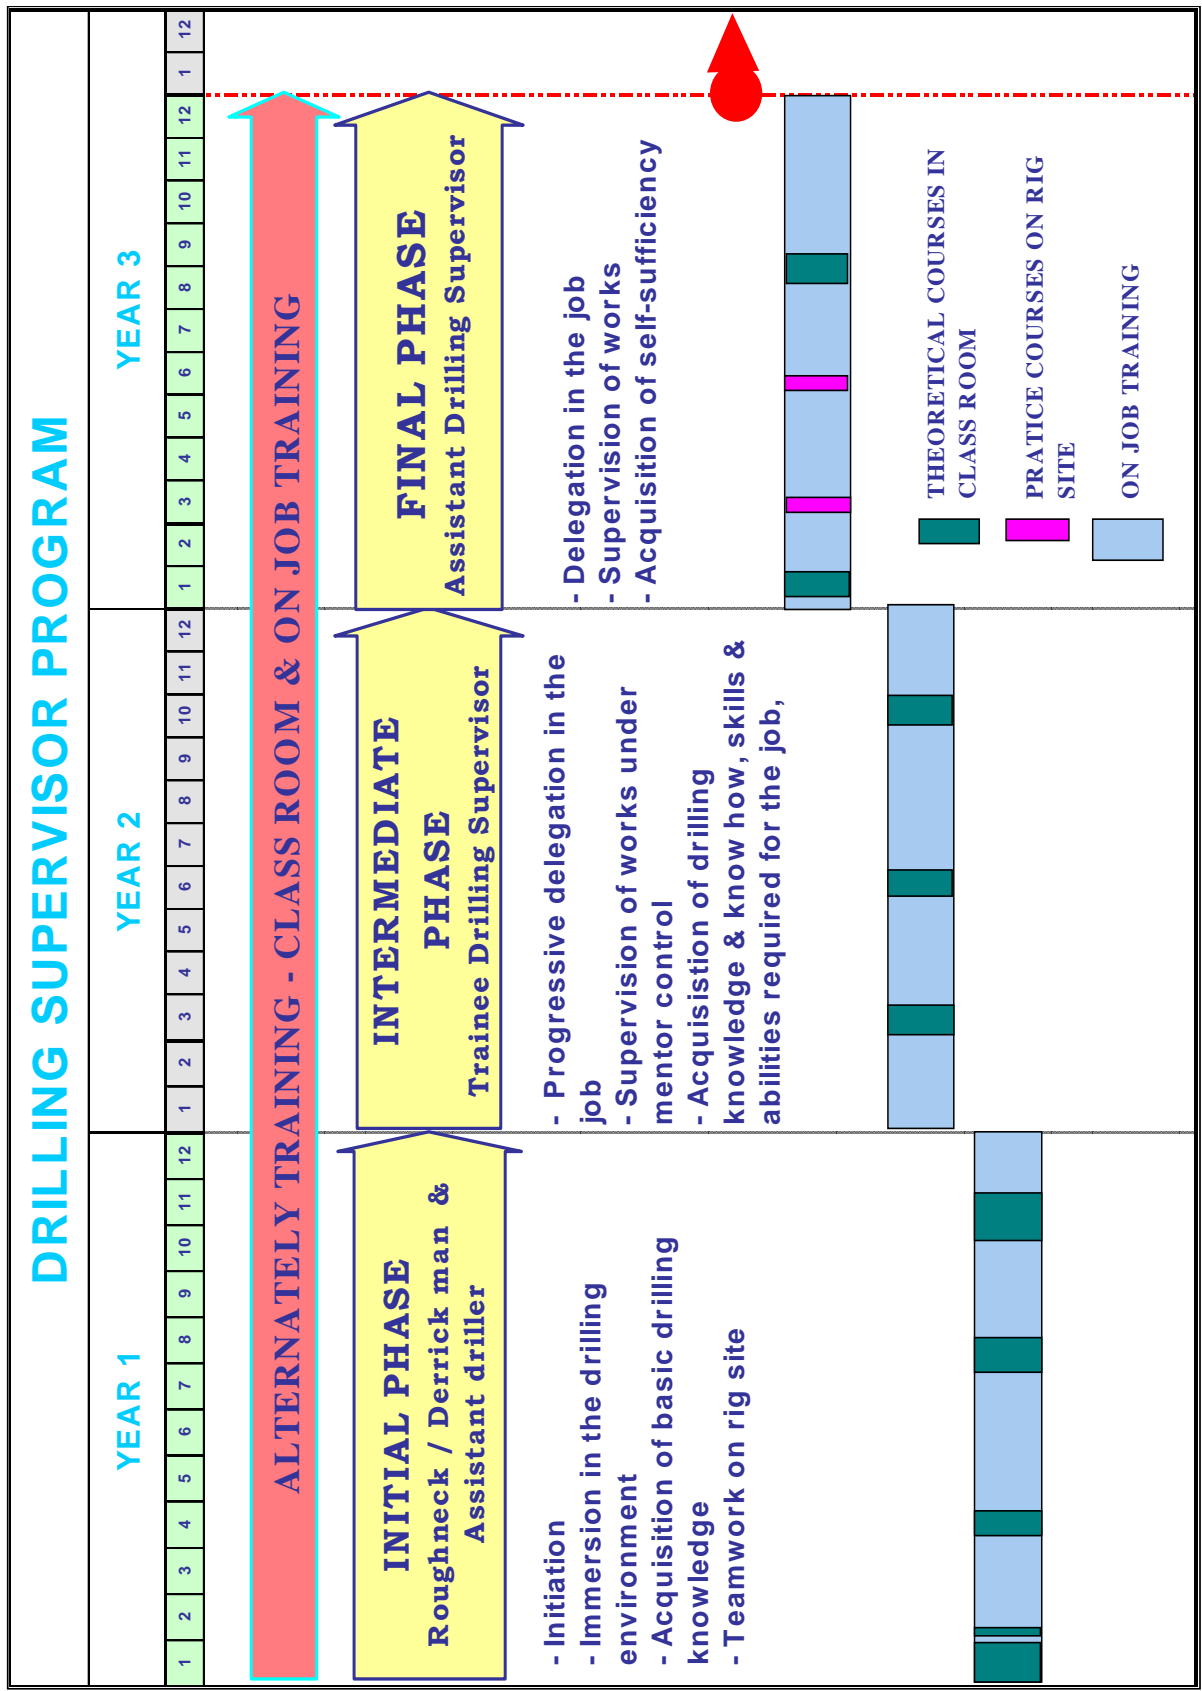 DRILLING SUPERVISOR PROGRAM
YEAR 1
YEAR 2
YEAR 3
1 2 3 4 5 6 7 8 9 10 11 12 1 2 3 4 5 6 7 8 9 10 11 12 1 2 3 4 5 6 7 8 9 10 11 12 1 12
ALTERNATELY TRAINING - CLASS ROOM & ON JOB TRAINING
INITIAL PHASE
Roughneck / Derrick man &
Assistant driller
INTERMEDIATE
PHASE
Trainee Drilling Supervisor
FINAL PHASE
Assistant Drilling Supervisor
- Initiation
- Immersion in the drilling
environment
- Acquisition of basic drilling
knowledge
- Teamwork on rig site
- Progressive delegation in the
job
- Supervision of works under
mentor control
- Acquisistion of drilling
knowledge & know how, skills &
abilities required for the job,
- Delegation in the job
- Supervision of works
- Acquisition of self-sufficiency
THEORETICAL COURSES IN
CLASS ROOM
PRATICE COURSES ON RIG
SITE
ON JOB TRAINING